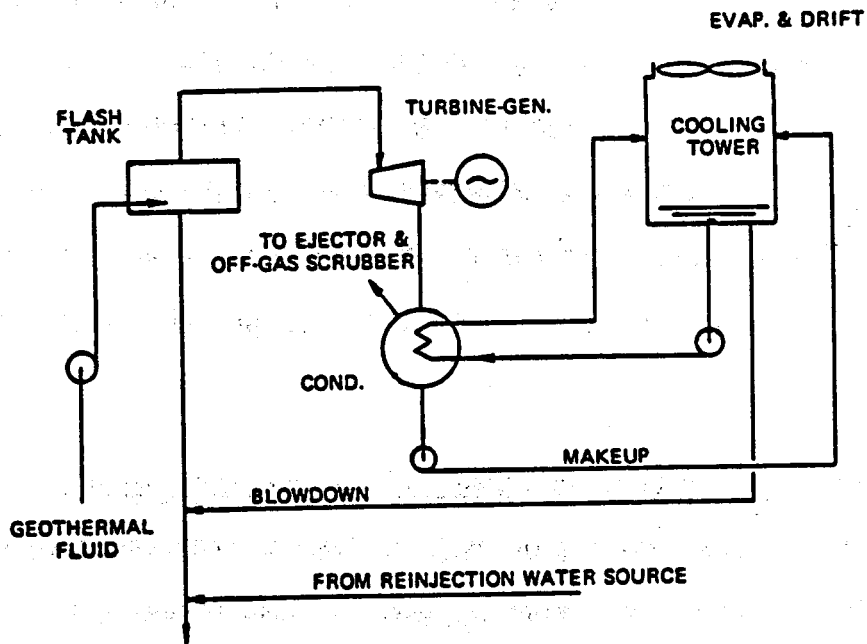 EVAP. & DRIFT
FLASH
TANK
TURBINE-GEN.
COOLING
TOWER
TO EJECTOR &
OFF-GAS SCRUBBER
COND.
MAKEUP
BLOWDOWN
GEOTHERMAL
FLUID
FROM REINJECTION WATER SOURCE